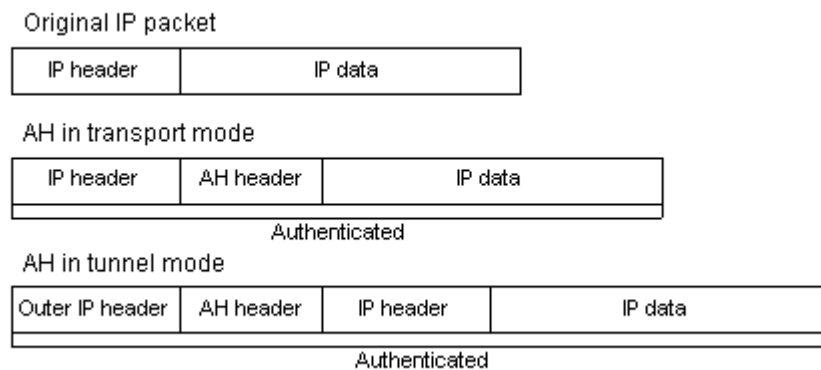 Original IP packet
IP header IP data
AH in transport mode
IP header AH header IP data
Authenticated
AH in tunnel mode
Outer IP header AH header IP header IP data
Authenticated